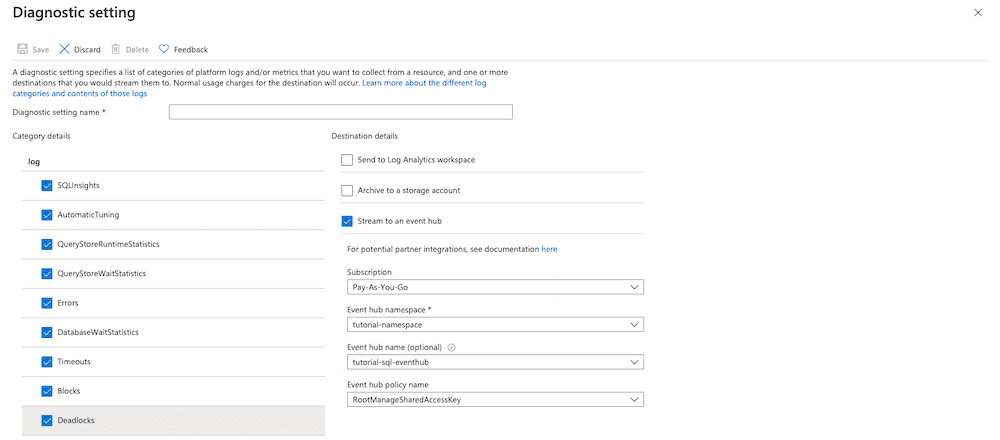 Diagnostic setting
Save Discard Delete Feedback
A diagnostic setting specifies a list of categories of platform logs and/or metrics that you want to collect from a resource, and one or more
destinations that you would stream them to. Normal usage charges for the destination will occur. Learn more about the different log
categories and contents of those logs
Diagnostic setting name *
Category details
log
SQLInsights
AutomaticTuning
QueryStoreRuntimeStatistics
QueryStoreWaitStatistics
Errors
DatabaseWaitStatistics
Timeouts
Blocks
Deadlocks
Destination details
Send to Log Analytics workspace
Archive to a storage account
Stream to an event hub
For potential partner integrations, see documentation here
Subscription
Pay-As-You-Go
Event hub namespace *
tutorial-namespace
Event hub name (optional)
tutorial-sql-eventhub
Event hub policy name
RootManageSharedAccessKey